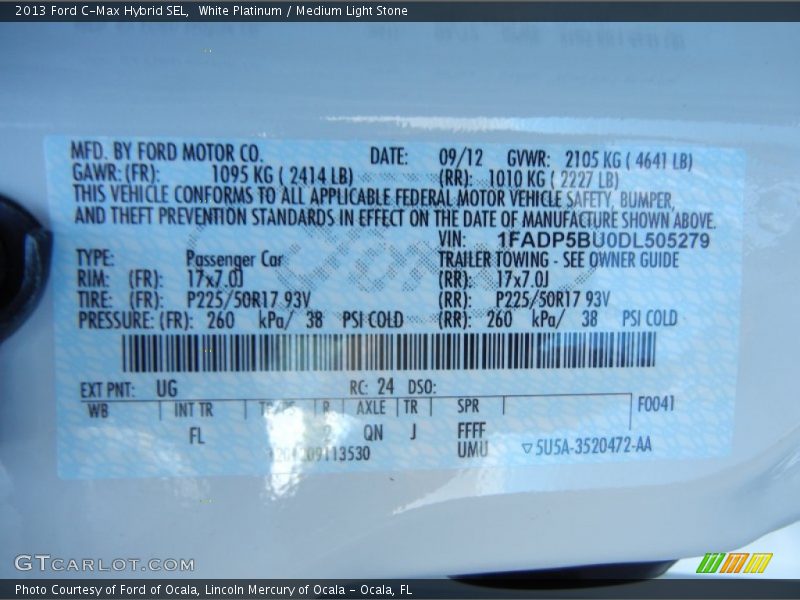 2013 Ford C-Max Hybrid SEL, White Platinum / Medium Light Stone
MFD. BY FORD MOTOR CO. DATE: 09/12 GVWR: 2105 KG ( 4641 LB)
GAWR:(FR): 1095 KG ( 2414 LB) (RR): 1010 KG ( 2227 LB)
THIS VEHICLE CONFORMS TO ALL APPLICABLE FEDERAL MOTOR VEHICLE SAFETY, BUMPER,
AND THEFT PREVENTION STANDARDS IN EFFECT ON THE DATE OF MANUFACTURE SHOWN ABOVE.
VIN: 1FADP5BU0DL505279
TYPE: Passenger Car TRAILER TOWING - SEE OWNER GUIDE
RIM: (FR): 17x7.0J (RR): 17x7.0J
TIRE: (FR): P225/50R17 93V (RR): P225/50R17 93V
PRESSURE: (FR): 260 kPa/ 38 PSI COLD (RR): 260 kPa/ 38 PSI COLD
EXT PNT: UG RC: 24 DSO:
WB INT TR R AXLE TR SPR F0041
FL 2 QN J FFFF
UMU ▽5U5A-3520472-AA
GTCARLOT.COM
Photo Courtesy of Ford of Ocala, Lincoln Mercury of Ocala - Ocala, FL